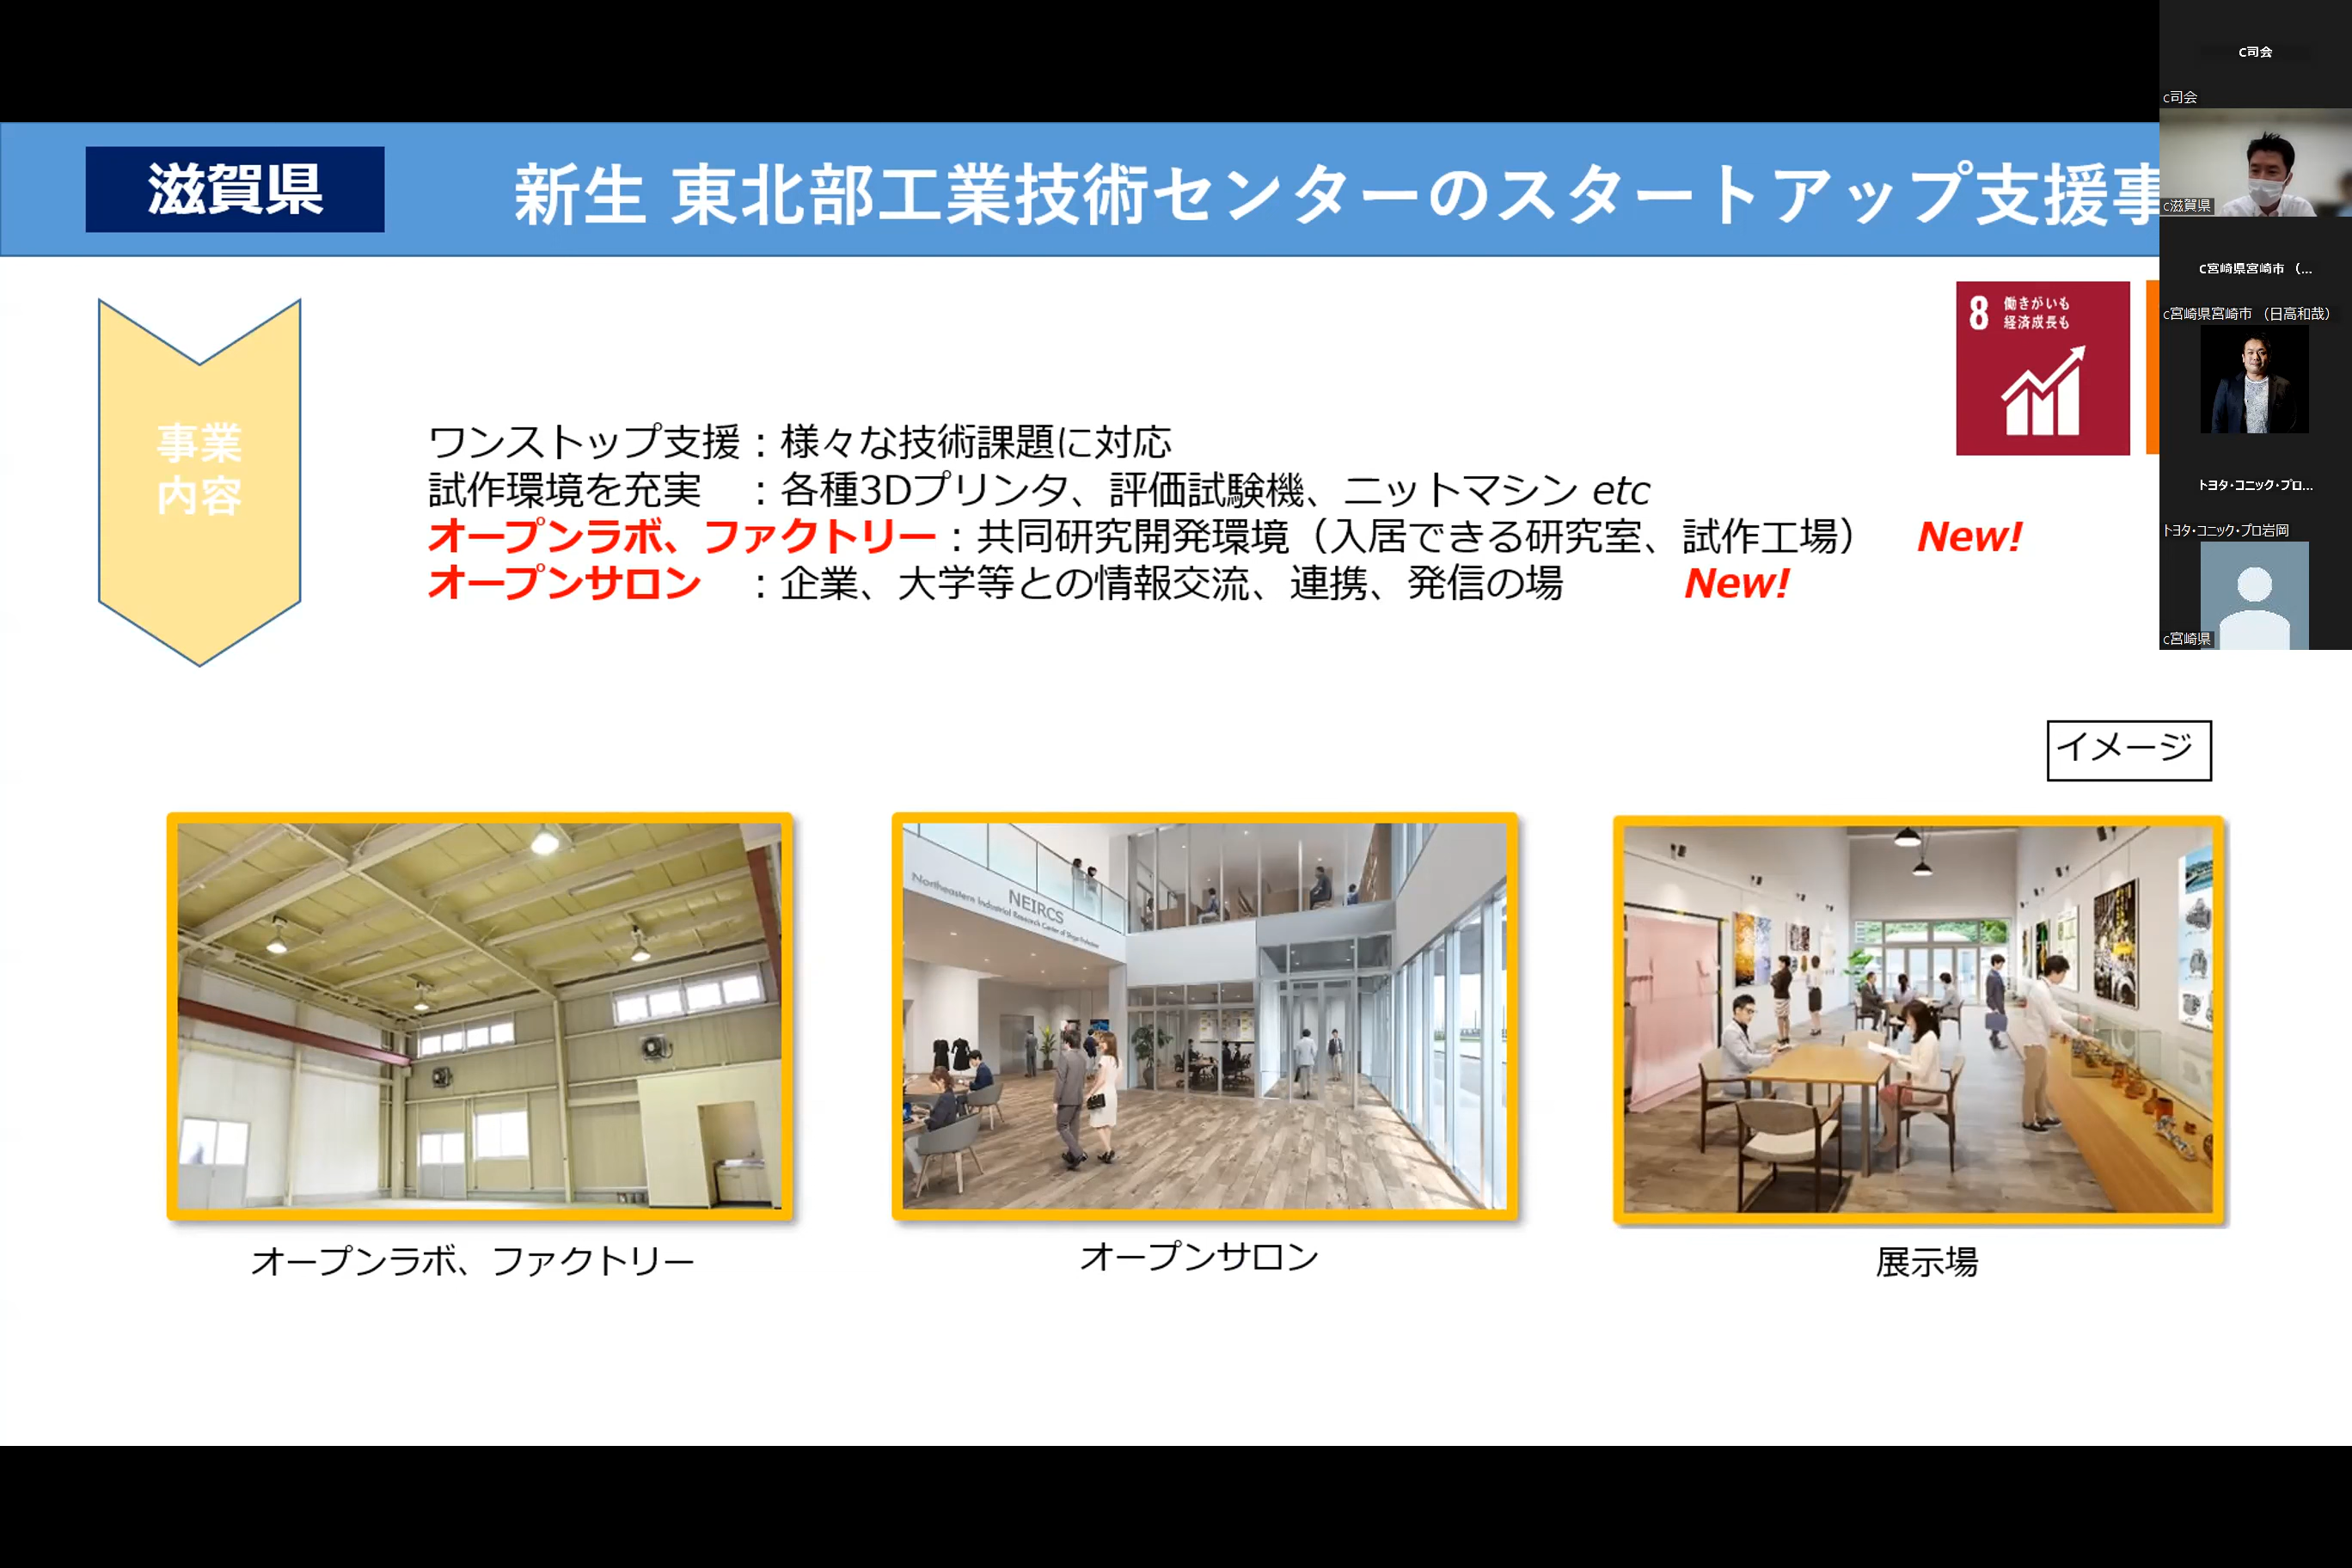 C司会
c司会
滋賀県
新生 東北部工業技術センターのスタートアップ支援事
c滋賀県
C宮崎県宮崎市 （...
c宮崎県宮崎市 （日高和哉）
8 働きがいも
経済成長も
事業
内容
ワンストップ支援：様々な技術課題に対応
試作環境を充実　：各種3Dプリンタ、評価試験機、ニットマシン etc
オープンラボ、ファクトリー：共同研究開発環境（入居できる研究室、試作工場）　New!
オープンサロン　：企業、大学等との情報交流、連携、発信の場　New!
トヨタ・コニック・プロ...
トヨタ・コニック・プロ岩岡
c宮崎県
イメージ
NEIRCS
Northeastern Industrial Research Center of Shiga Prefecture
オープンラボ、ファクトリー
オープンサロン
展示場